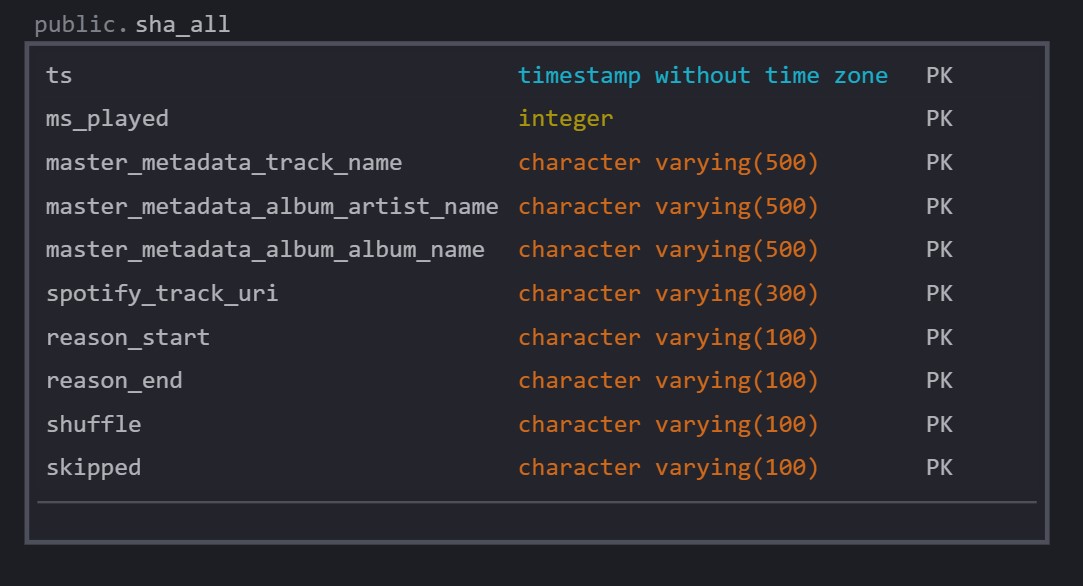 public.sha_all
ts timestamp without time zone PK
ms_played integer PK
master_metadata_track_name character varying(500) PK
master_metadata_album_artist_name character varying(500) PK
master_metadata_album_album_name character varying(500) PK
spotify_track_uri character varying(300) PK
reason_start character varying(100) PK
reason_end character varying(100) PK
shuffle character varying(100) PK
skipped character varying(100) PK